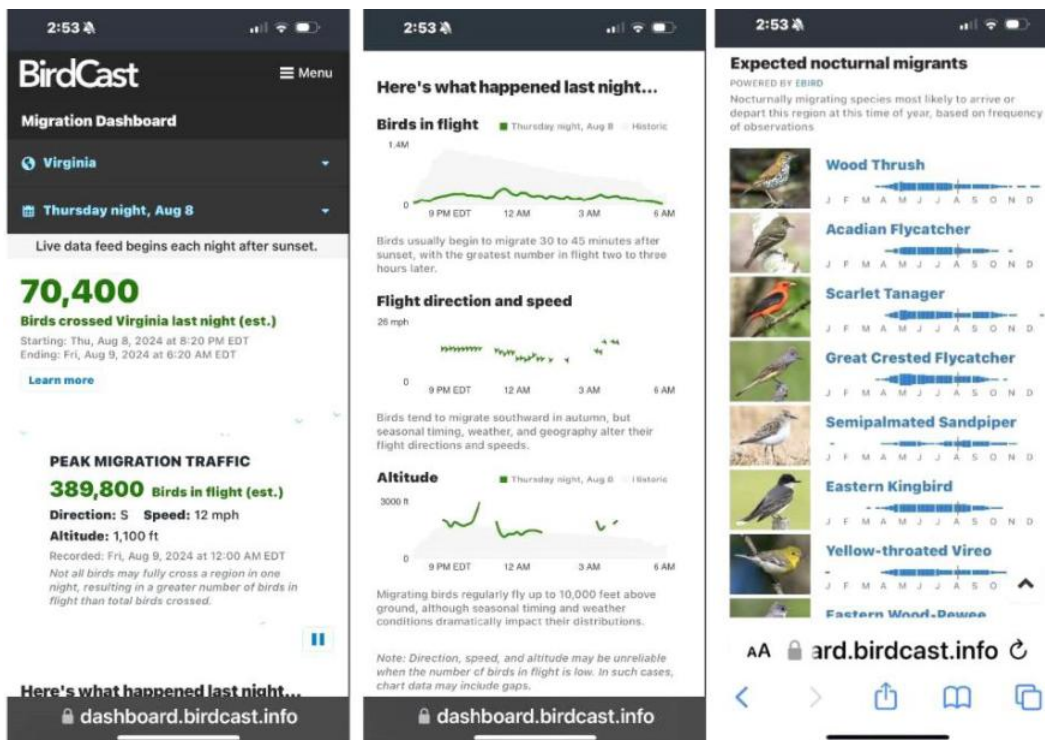 2:53
BirdCast
Menu
Migration Dashboard
Virginia
Thursday night, Aug 8
Live data feed begins each night after sunset.
70,400
Birds crossed Virginia last night (est.)
Starting: Thu, Aug 8, 2024 at 8:20 PM EDT
Ending: Fri, Aug 9, 2024 at 6:20 AM EDT
Learn more
PEAK MIGRATION TRAFFIC
389,800 Birds in flight (est.)
Direction: S Speed: 12 mph
Altitude: 1,100 ft
Recorded: Fri, Aug 9, 2024 at 12:00 AM EDT
Not all birds may fully cross a region in one
night, resulting in a greater number of birds in
flight than total birds crossed.
Here's what happened last night...
dashboard.birdcast.info
2:53
Here's what happened last night...
Birds in flight Thursday night, Aug 8 Historic
1.4M
0
9 PM EDT 12 AM 3 AM 6 AM
Birds usually begin to migrate 30 to 45 minutes after
sunset, with the greatest number in flight two to three
hours later.
Flight direction and speed
26 mph
0
9 PM EDT 12 AM 3 AM 6 AM
Birds tend to migrate southward in autumn, but
seasonal timing, weather, and geography alter their
flight directions and speeds.
Altitude Thursday night, Aug 8 Historic
3000 ft
0
9 PM EDT 12 AM 3 AM 6 AM
Migrating birds regularly fly up to 10,000 feet above
ground, although seasonal timing and weather
conditions dramatically impact their distributions.
Note: Direction, speed, and altitude may be unreliable
when the number of birds in flight is low. In such cases,
chart data may include gaps.
dashboard.birdcast.info
2:53
Expected nocturnal migrants
POWERED BY EBIRD
Nocturnally migrating species most likely to arrive or
depart this region at this time of year, based on frequency
of observations
Wood Thrush
J F M A M J J A S O N D
Acadian Flycatcher
J F M A M J J A S O N D
Scarlet Tanager
J F M A M J J A S O N D
Great Crested Flycatcher
J F M A M J J A S O N D
Semipalmated Sandpiper
J F M A M J J A S O N D
Eastern Kingbird
J F M A M J J A S O N D
Yellow-throated Vireo
J F M A M J J A S O
Eastern Wood-Pewee
AA ard.birdcast.info